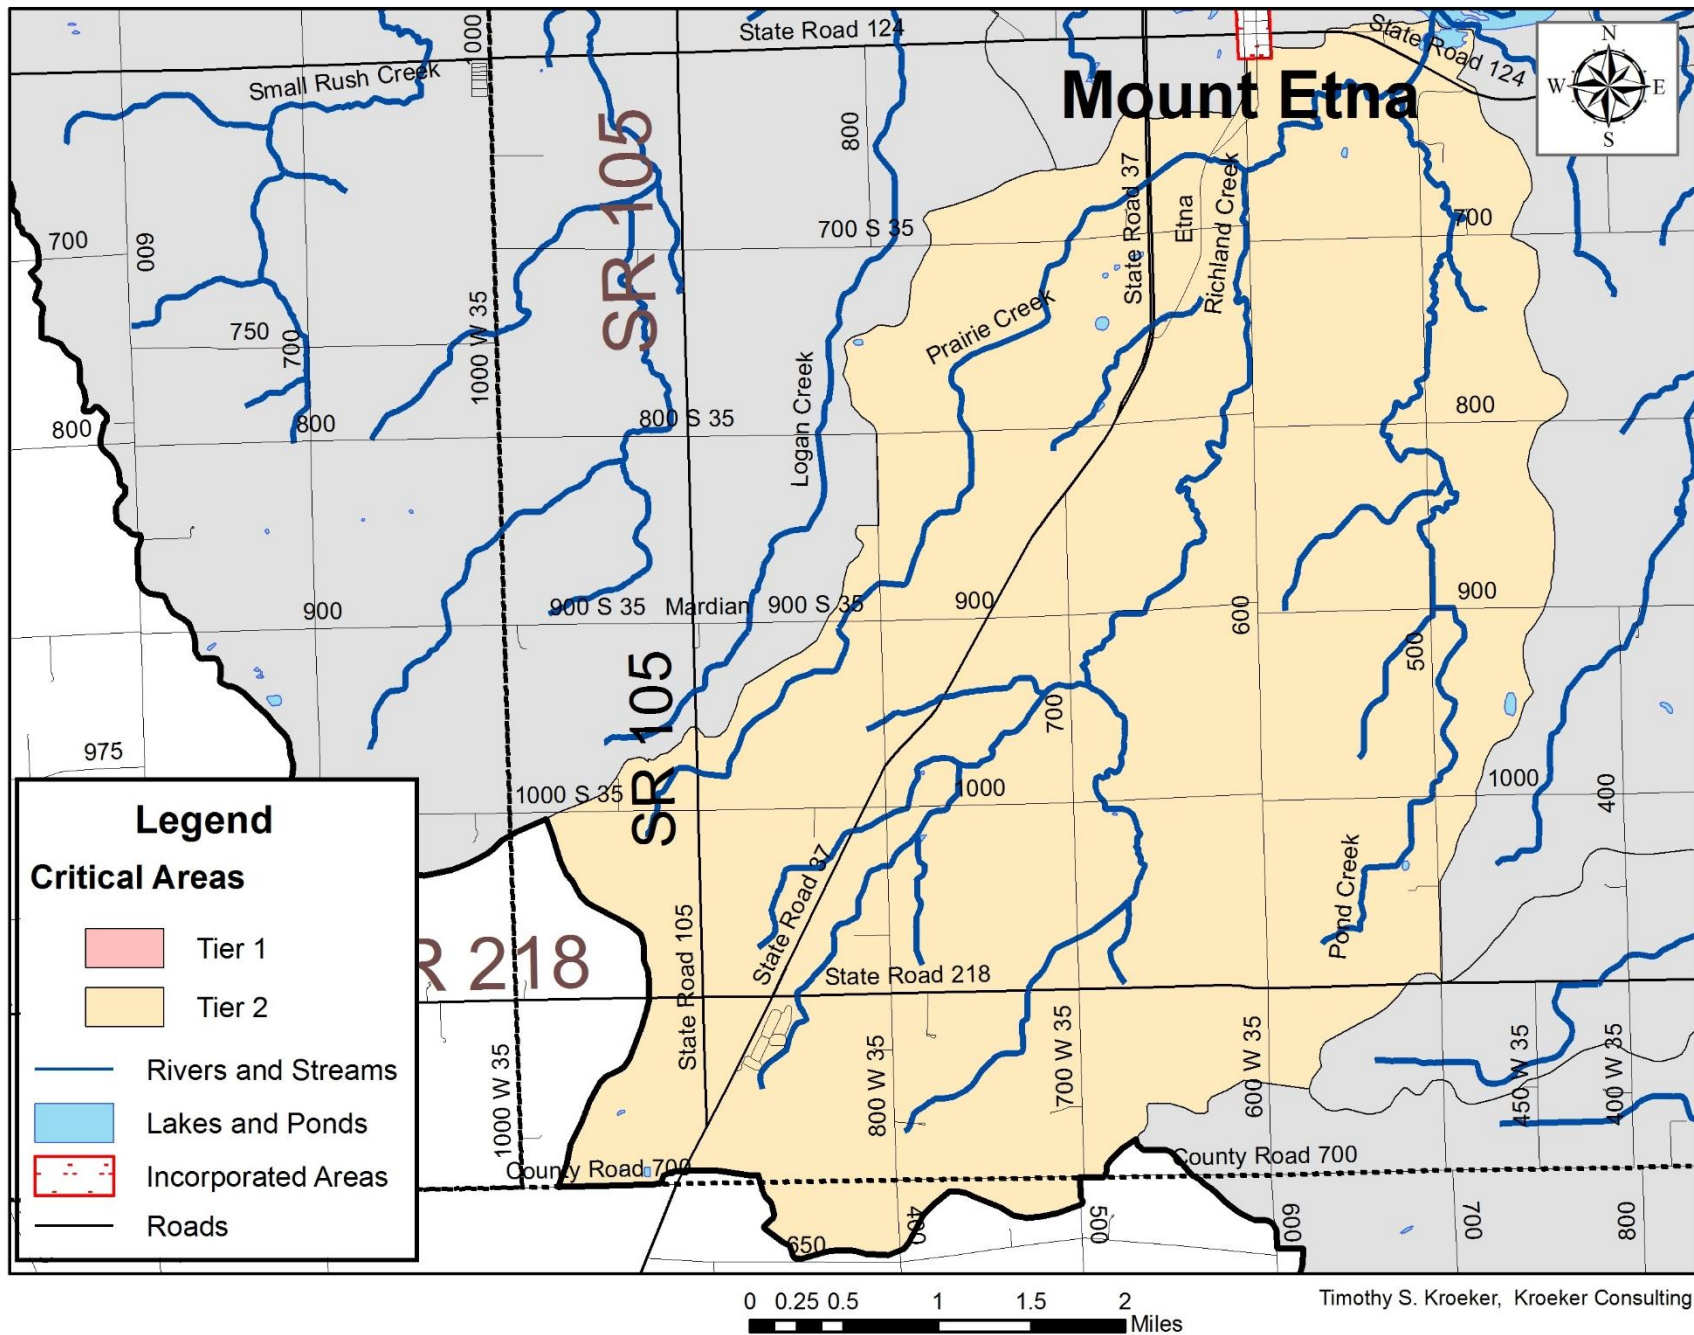 000
State Road 124
State Road 124
N
W
E
S
Small Rush Creek
Mount Etna
SR 105
800
700
600
700 S 35
State Road 37
Etna
Richland Creek
700
750
700
1000 W 35
Prairie Creek
Logan Creek
800
800
800 S 35
800
900
900 S 35
Mardian
900 S 35
900
600
900
500
SR 105
975
700
1000 S 35
1000
1000
400
Legend
Critical Areas
Tier 1
Tier 2
Rivers and Streams
Lakes and Ponds
Incorporated Areas
Roads
R 218
State Road 37
Pond Creek
State Road 105
State Road 218
1000 W 35
800 W 35
700 W 35
600 W 35
450 W 35
400 W 35
County Road 700
County Road 700
650
400
500
600
700
800
0 0.25 0.5 1 1.5 2
Miles
Timothy S. Kroeker, Kroeker Consulting